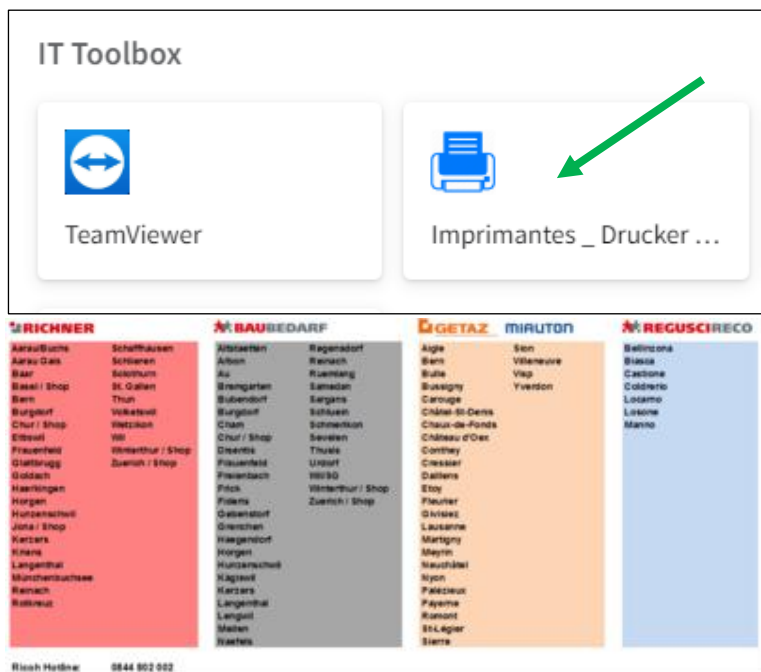 IT Toolbox
TeamViewer
Imprimantes _ Drucker ...
RICHNER
Aarau/Buchs
Aarau Gais
Baar
Basel / Shop
Bern
Burgdorf
Chur / Shop
Ettiswil
Frauenfeld
Glattbrugg
Goldach
Haerkingen
Horgen
Hunzenschwil
Jona / Shop
Kerzers
Kriens
Langenthal
Münchenbuchsee
Reinach
Rotkreuz
Schaffhausen
Schlieren
Solothurn
St. Gallen
Thun
Volketswil
Wetzikon
Wil
Winterthur / Shop
Zuerich / Shop
BAUBEDARF
Altstaetten
Arbon
Au
Bremgarten
Bubendorf
Burgdorf
Cham
Chur / Shop
Disentis
Frauenfeld
Freienbach
Frick
Fideris
Gebenstorf
Grenchen
Haegendorf
Horgen
Hunzenschwil
Kägiswil
Kerzers
Langenthal
Lengwil
Meilen
Naefels
Regensdorf
Reinach
Ruemlang
Samedan
Sargans
Schluein
Schmerikon
Sevelen
Thusis
Urdorf
Wil/SG
Winterthur / Shop
Zuerich / Shop
GETAZ MIAUTON
Aigle
Bern
Bulle
Bussigny
Carouge
Châtel-St-Denis
Chaux-de-Fonds
Château d'Oex
Conthey
Cressier
Daillens
Etoy
Fleurier
Givisiez
Lausanne
Martigny
Meyrin
Neuchâtel
Nyon
Palézieux
Payerne
Romont
St-Légier
Sierre
Sion
Villeneuve
Visp
Yverdon
REGUSCIRECO
Bellinzona
Biasca
Castione
Coldrerio
Locarno
Losone
Manno
Ricoh Hotline: 0844 802 002